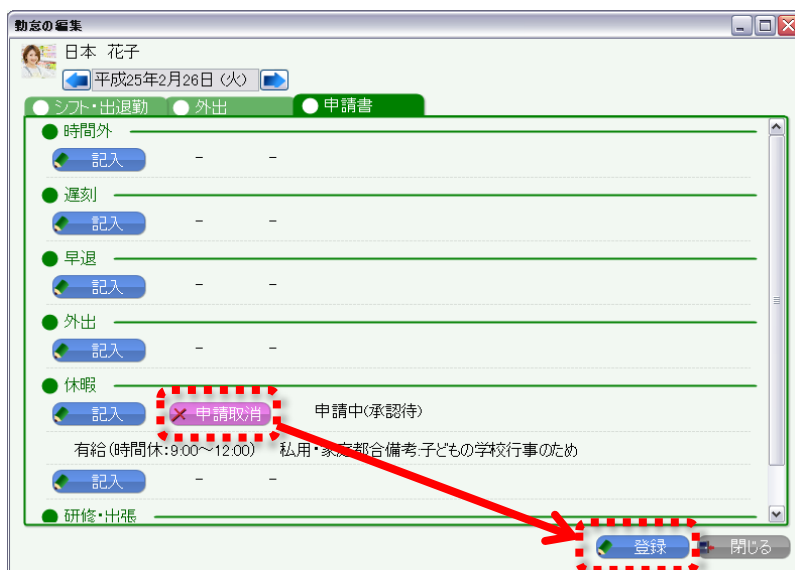 勤怠の編集
日本 花子
平成25年2月26日(火)
シフト・出退勤 外出 申請書
時間外
記入 - -
遅刻
記入 - -
早退
記入 - -
外出
記入 - -
休暇
記入 申請取消 申請中(承認待)
有給(時間休:9:00~12:00) 私用・家庭都合備考:子どもの学校行事のため
記入 - -
研修・出張
登録 閉じる